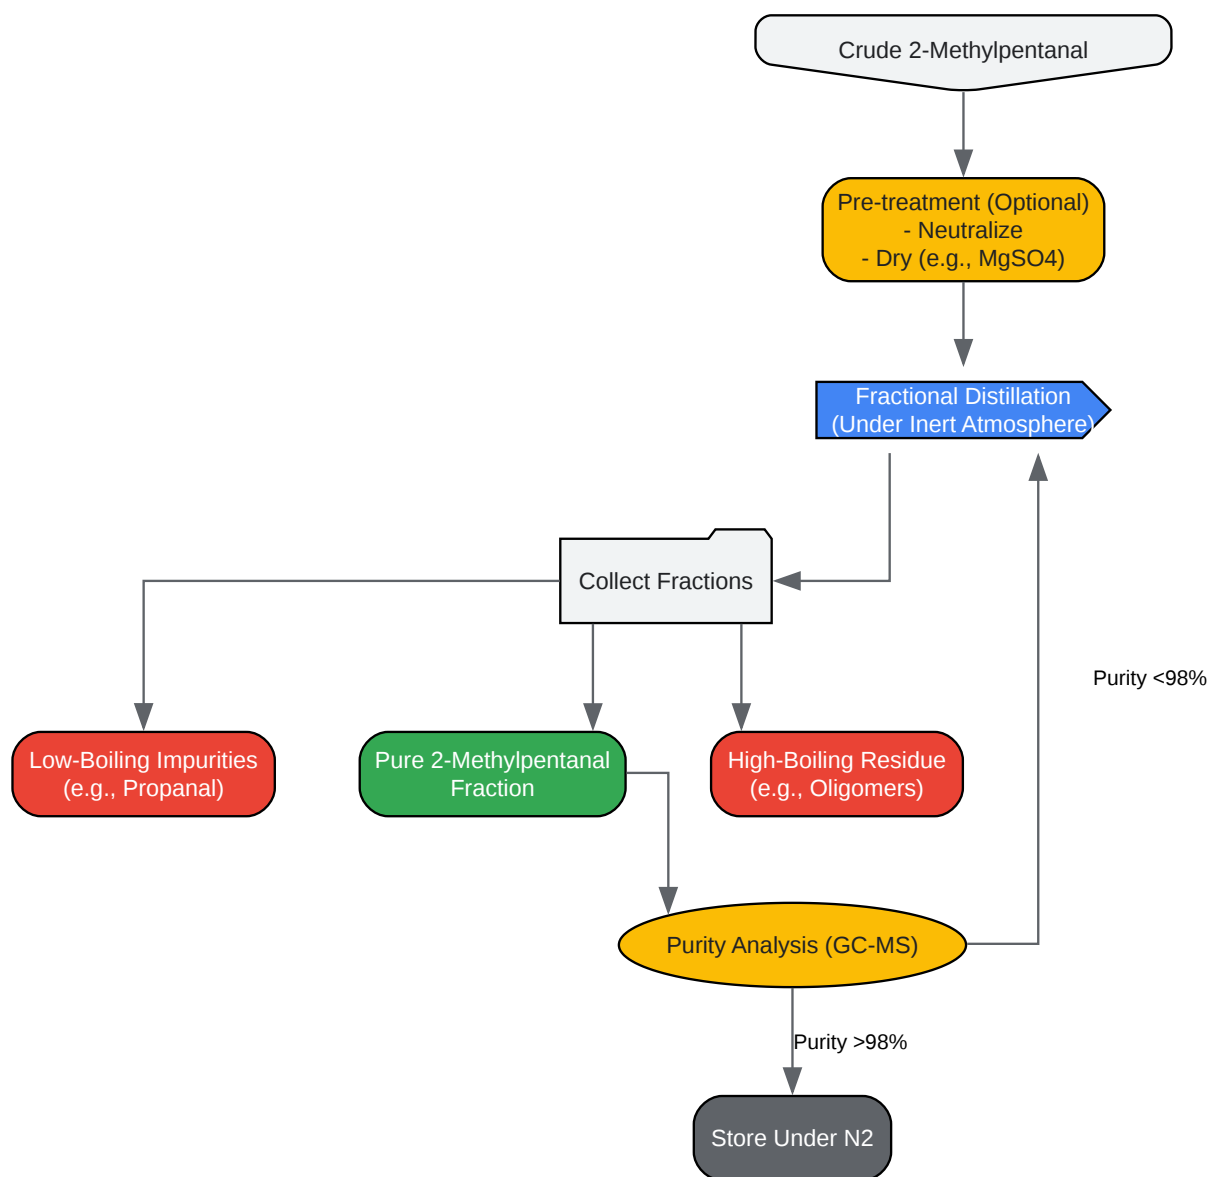 Crude 2-Methylpentanal
Pre-treatment (Optional)
- Neutralize
- Dry (e.g., MgSO4)
Fractional Distillation
(Under Inert Atmosphere)
Collect Fractions
Purity <98%
Low-Boiling Impurities
(e.g., Propanal)
Pure 2-Methylpentanal
Fraction
High-Boiling Residue
(e.g., Oligomers)
Purity Analysis (GC-MS)
Purity >98%
Store Under N2